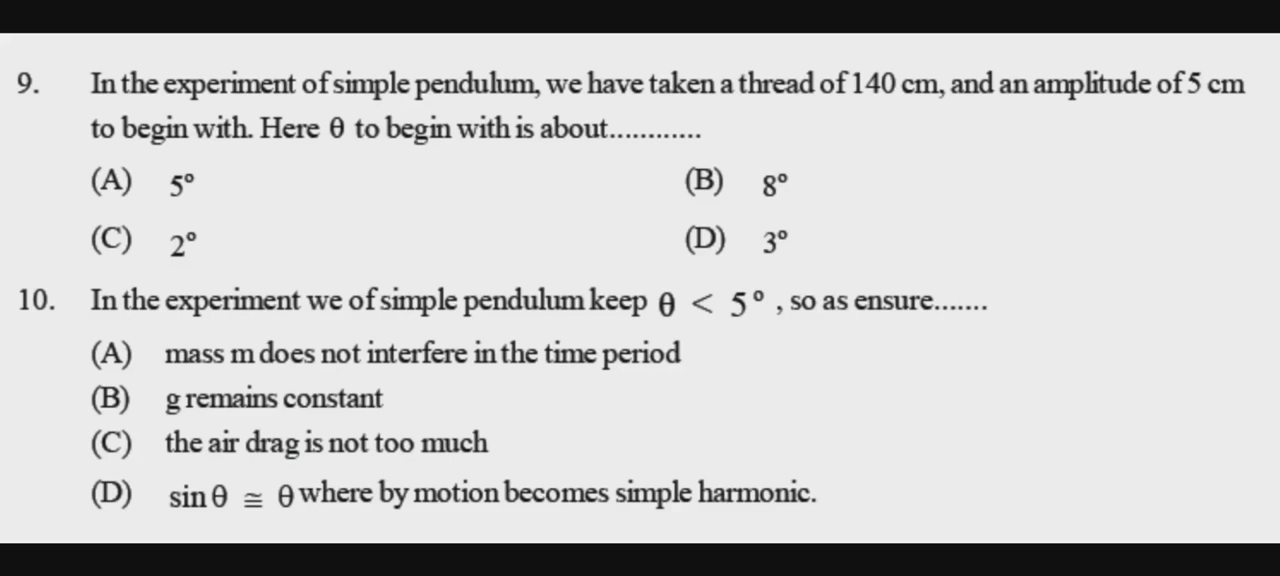 9. In the experiment of simple pendulum, we have taken a thread of 140 cm, and an amplitude of 5 cm
to begin with. Here θ to begin with is about............
(A) 5° (B) 8°
(C) 2° (D) 3°
10. In the experiment we of simple pendulum keep θ < 5° , so as ensure.......
(A) mass m does not interfere in the time period
(B) g remains constant
(C) the air drag is not too much
(D) sin θ ≅ θ where by motion becomes simple harmonic.